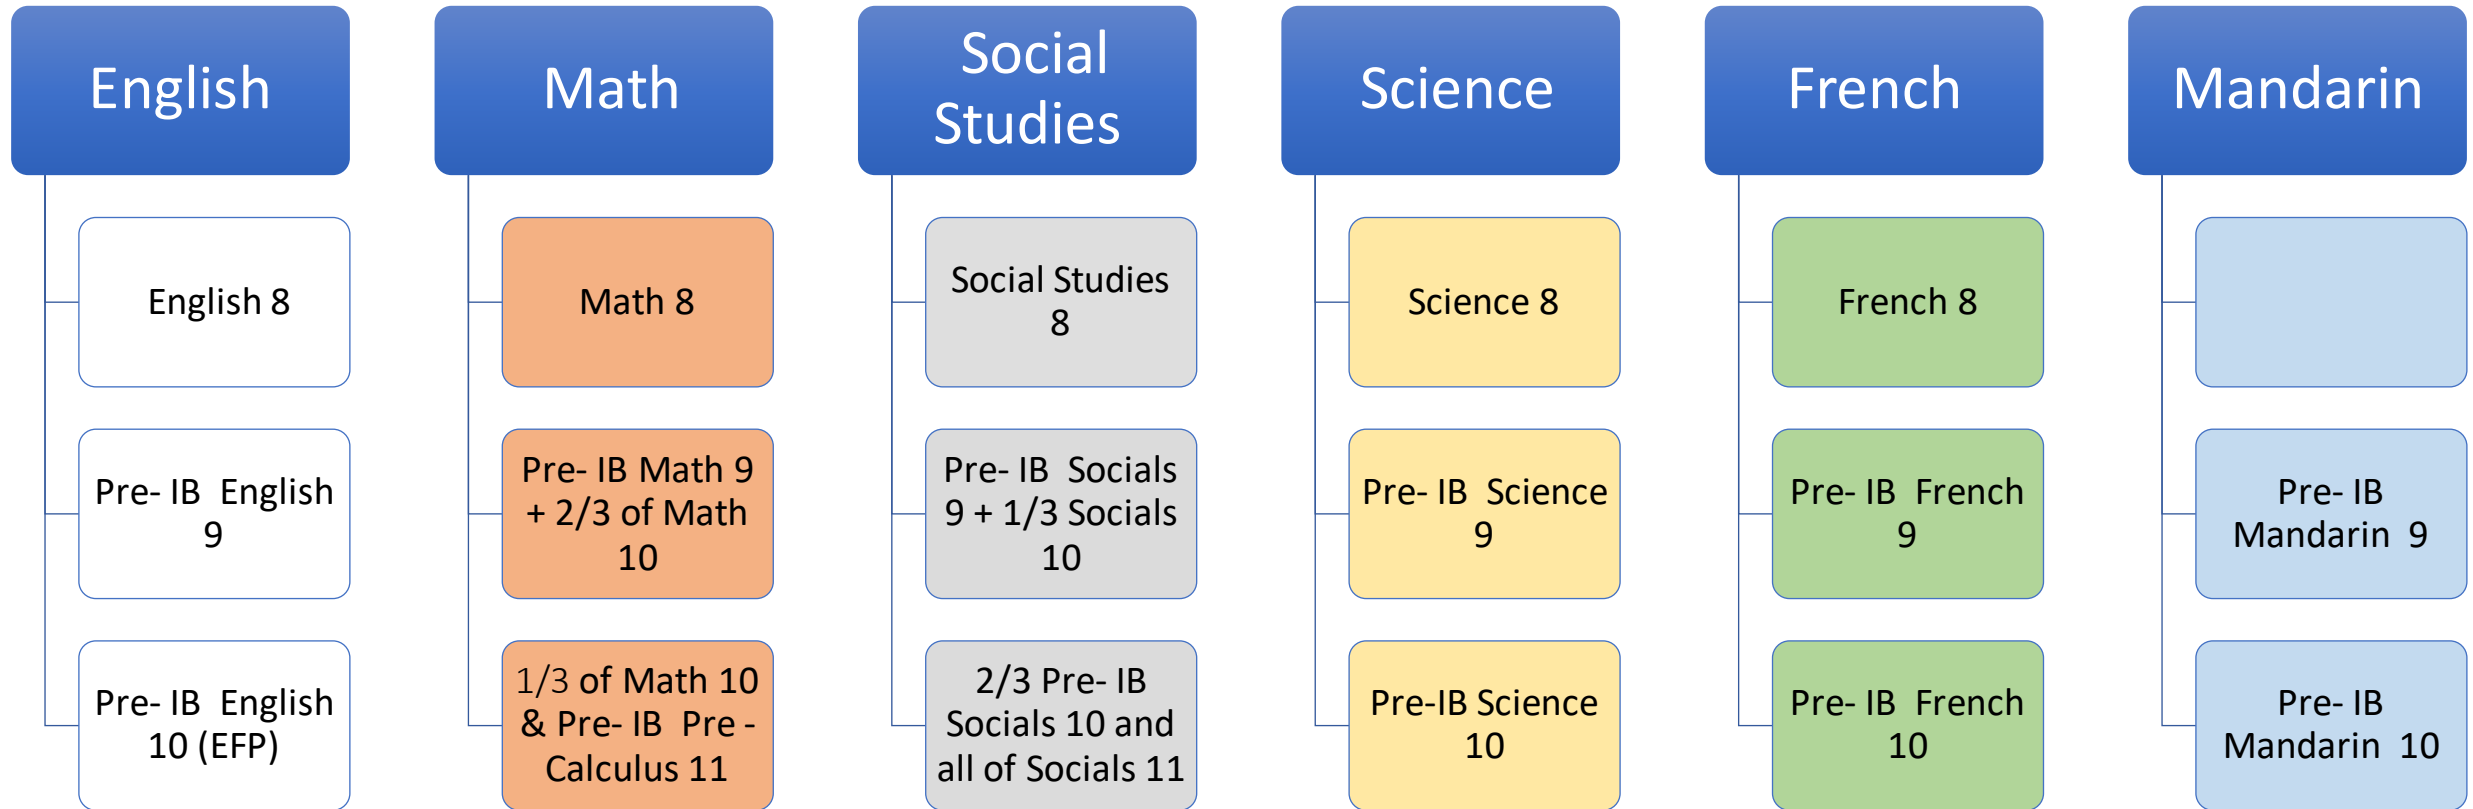 English
English 8
Pre- IB English
9
Pre- IB English
10 (EFP)
Math
Math 8
Pre- IB Math 9
+ 2/3 of Math
10
1/3 of Math 10
& Pre- IB Pre -
Calculus 11
Social
Studies
Social Studies
8
Pre- IB Socials
9 + 1/3 Socials
10
2/3 Pre- IB
Socials 10 and
all of Socials 11
Science
Science 8
Pre- IB Science
9
Pre-IB Science
10
French
French 8
Pre- IB French
9
Pre- IB French
10
Mandarin
Pre- IB
Mandarin 9
Pre- IB
Mandarin 10